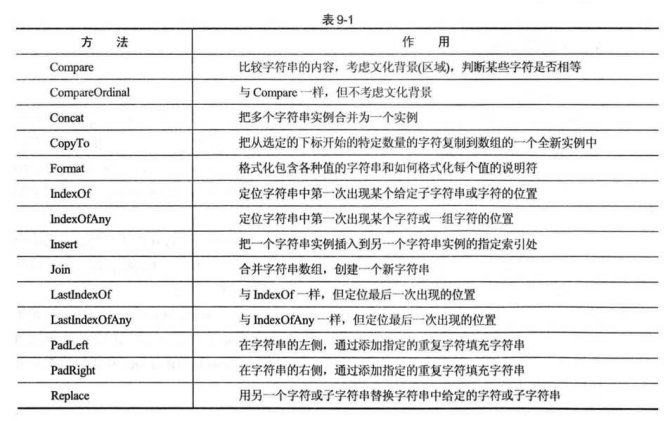 表 9-1
方 法 作 用
Compare 比较字符串的内容，考虑文化背景(区域)，判断某些字符是否相等
CompareOrdinal 与 Compare 一样，但不考虑文化背景
Concat 把多个字符串实例合并为一个实例
CopyTo 把从选定的下标开始的特定数量的字符复制到数组的一个全新实例中
Format 格式化包含各种值的字符串和如何格式化每个值的说明符
IndexOf 定位字符串中第一次出现某个给定子字符串或字符的位置
IndexOfAny 定位字符串中第一次出现某个字符或一组字符的位置
Insert 把一个字符串实例插入到另一个字符串实例的指定索引处
Join 合并字符串数组，创建一个新字符串
LastIndexOf 与 IndexOf 一样，但定位最后一次出现的位置
LastIndexOfAny 与 IndexOfAny 一样，但定位最后一次出现的位置
PadLeft 在字符串的左侧，通过添加指定的重复字符填充字符串
PadRight 在字符串的右侧，通过添加指定的重复字符填充字符串
Replace 用另一个字符或子字符串替换字符串中给定的字符或子字符串